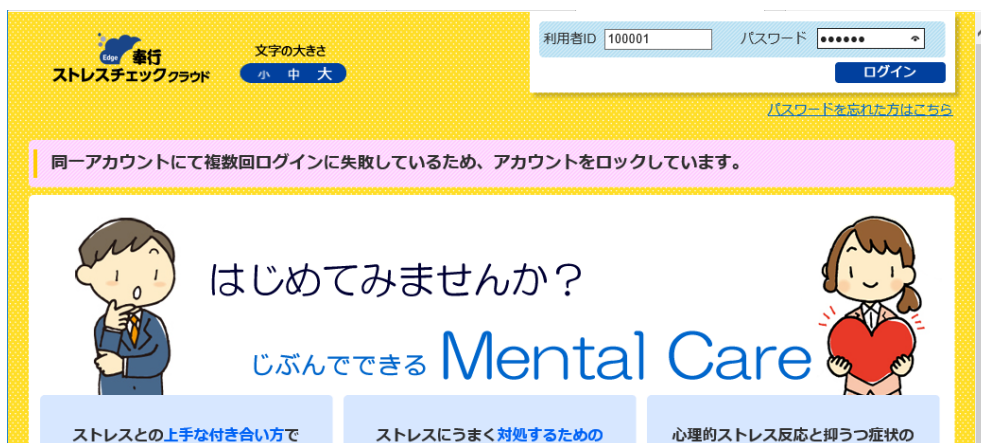 利用者ID 100001 パスワード ●●●●●●
Edge 奉行
ストレスチェッククラウド
文字の大きさ
小 中 大
ログイン
パスワードを忘れた方はこちら
同一アカウントにて複数回ログインに失敗しているため、アカウントをロックしています。
はじめてみませんか？
じぶんでできる Mental Care
ストレスとの上手な付き合い方で
ストレスにうまく対処するための
心理的ストレス反応と抑うつ症状の